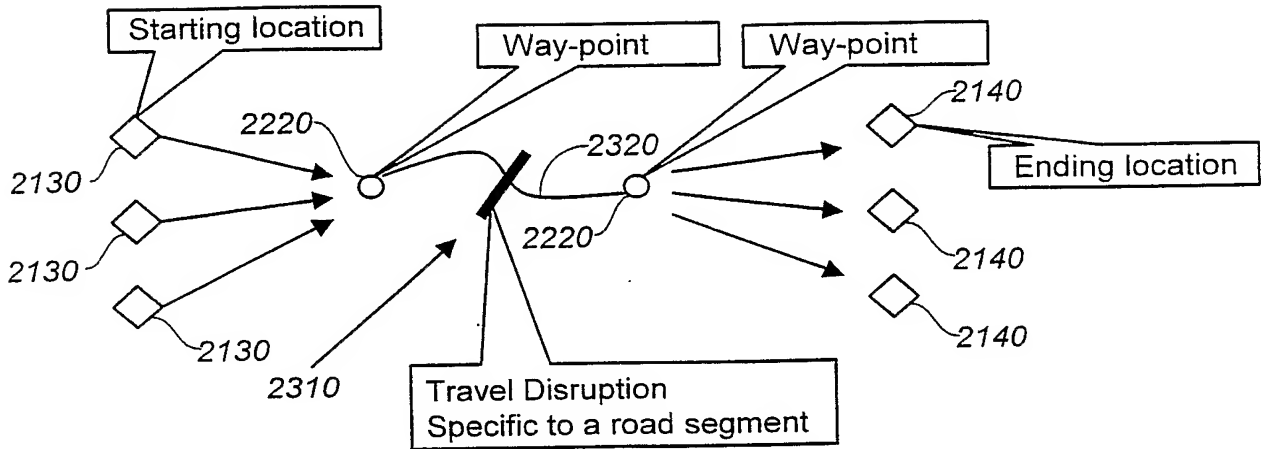 Starting location
Way-point
Way-point
2140
2220
2320
2130
Ending location
2130
2220
2140
2130
2310
2140
Travel Disruption
Specific to a road segment